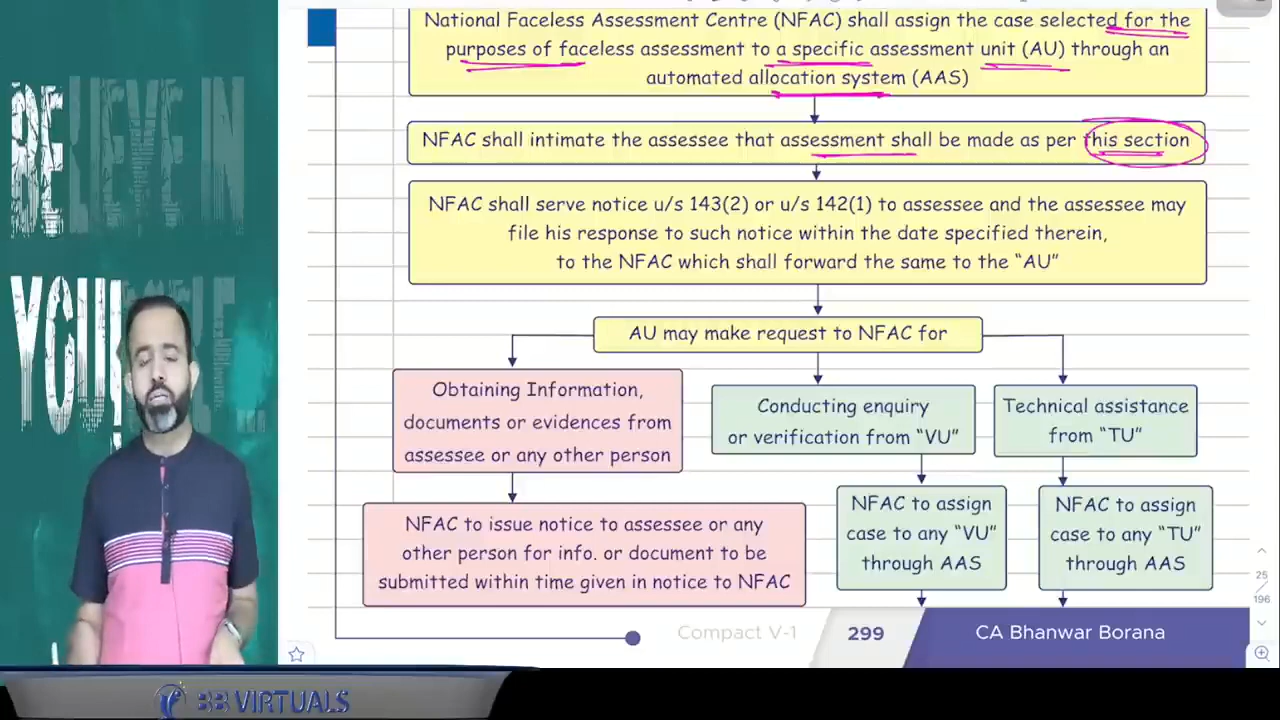 National Faceless Assessment Centre (NFAC) shall assign the case selected for the
purposes of faceless assessment to a specific assessment unit (AU) through an
automated allocation system (AAS)
NFAC shall intimate the assessee that assessment shall be made as per this section
NFAC shall serve notice u/s 143(2) or u/s 142(1) to assessee and the assessee may
file his response to such notice within the date specified therein,
to the NFAC which shall forward the same to the “AU”
AU may make request to NFAC for
Obtaining Information,
documents or evidences from
assessee or any other person
Conducting enquiry
or verification from “VU”
Technical assistance
from “TU”
NFAC to issue notice to assessee or any
other person for info. or document to be
submitted within time given in notice to NFAC
NFAC to assign
case to any “VU”
through AAS
NFAC to assign
case to any “TU”
through AAS
25
196
Compact V-1
299
CA Bhanwar Borana
BELIEVE IN
BB VIRTUALS